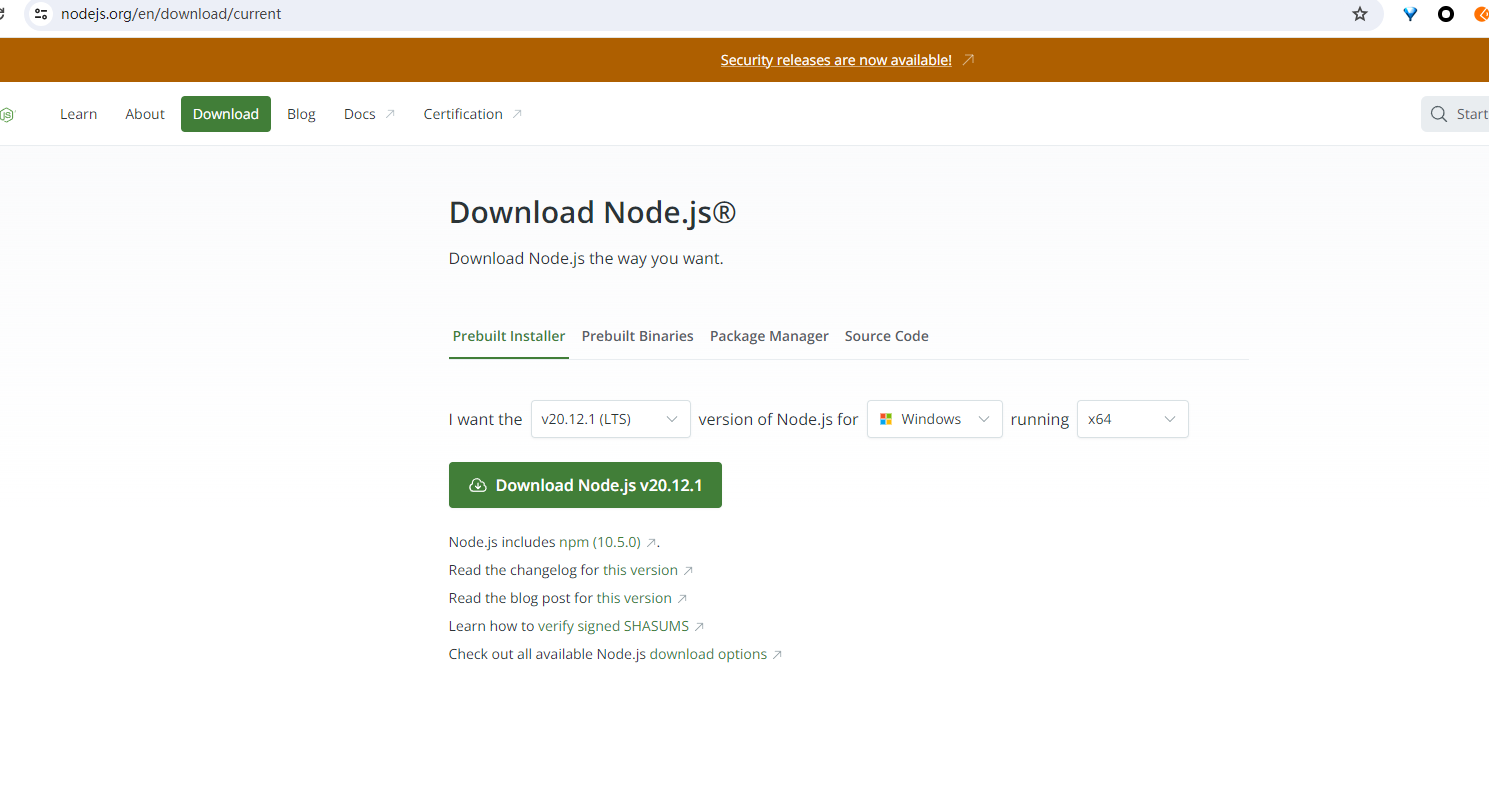 nodejs.org/en/download/current
Security releases are now available!
JS Learn About Download Blog Docs Certification Start
Download Node.js®
Download Node.js the way you want.
Prebuilt Installer Prebuilt Binaries Package Manager Source Code
I want the v20.12.1 (LTS) version of Node.js for Windows running x64
Download Node.js v20.12.1
Node.js includes npm (10.5.0) .
Read the changelog for this version
Read the blog post for this version
Learn how to verify signed SHASUMS
Check out all available Node.js download options